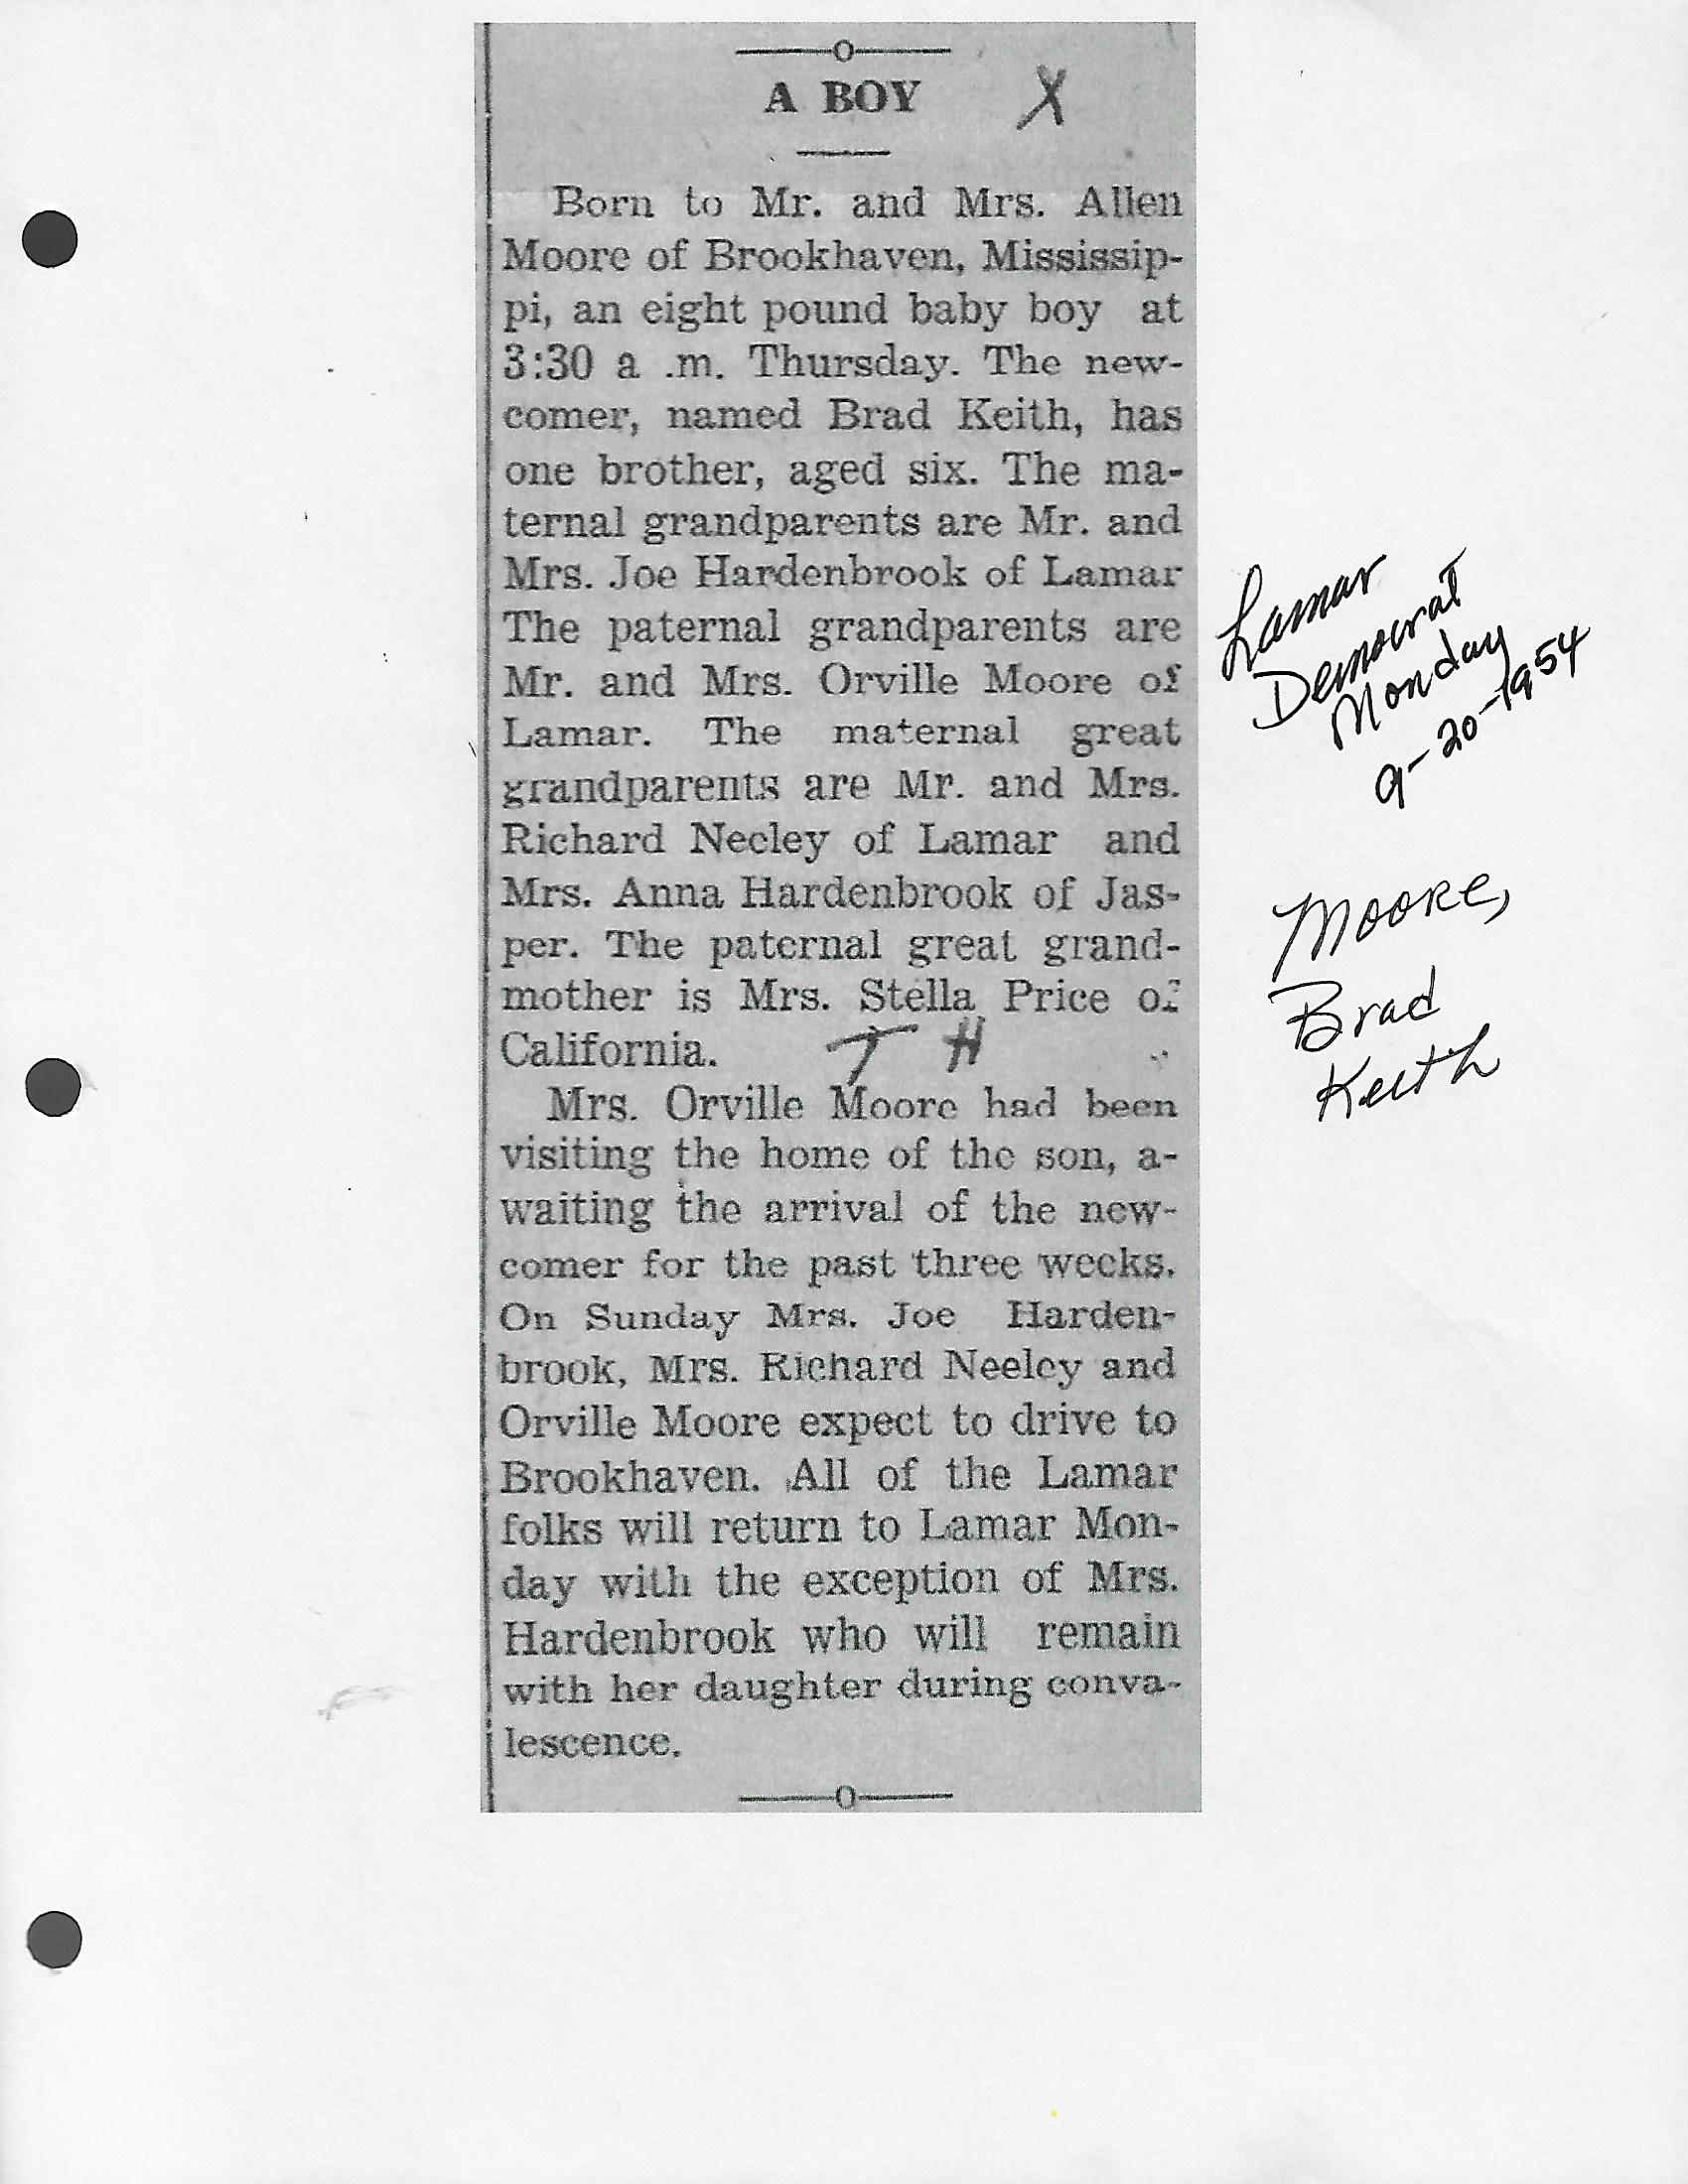 A BOY X
Born to Mr. and Mrs. Allen
Moore of Brookhaven, Mississip-
pi, an eight pound baby boy at
3:30 a .m. Thursday. The new-
comer, named Brad Keith, has
one brother, aged six. The ma-
ternal grandparents are Mr. and
Mrs. Joe Hardenbrook of Lamar
The paternal grandparents are
Mr. and Mrs. Orville Moore of
Lamar. The maternal great
grandparents are Mr. and Mrs.
Richard Neeley of Lamar and
Mrs. Anna Hardenbrook of Jas-
per. The paternal great grand-
mother is Mrs. Stella Price of
California. T H
Mrs. Orville Moore had been
visiting the home of the son, a-
waiting the arrival of the new-
comer for the past three weeks.
On Sunday Mrs. Joe Harden-
brook, Mrs. Richard Neeley and
Orville Moore expect to drive to
Brookhaven. All of the Lamar
folks will return to Lamar Mon-
day with the exception of Mrs.
Hardenbrook who will remain
with her daughter during conva-
lescence.
Lamar
Democrat
Monday
9-20-1954
Moore,
Brad
Keith